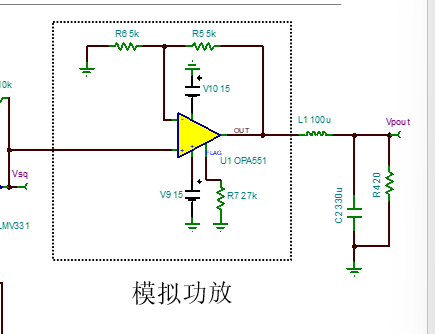 R6 5k
R5 5k
V10 15
L1 100u
Vpout
OUT
FLAG
U1 OPA551
Vsq
V9 15
R7 27k
C2 330u
R4 20
LMV331
模拟功放